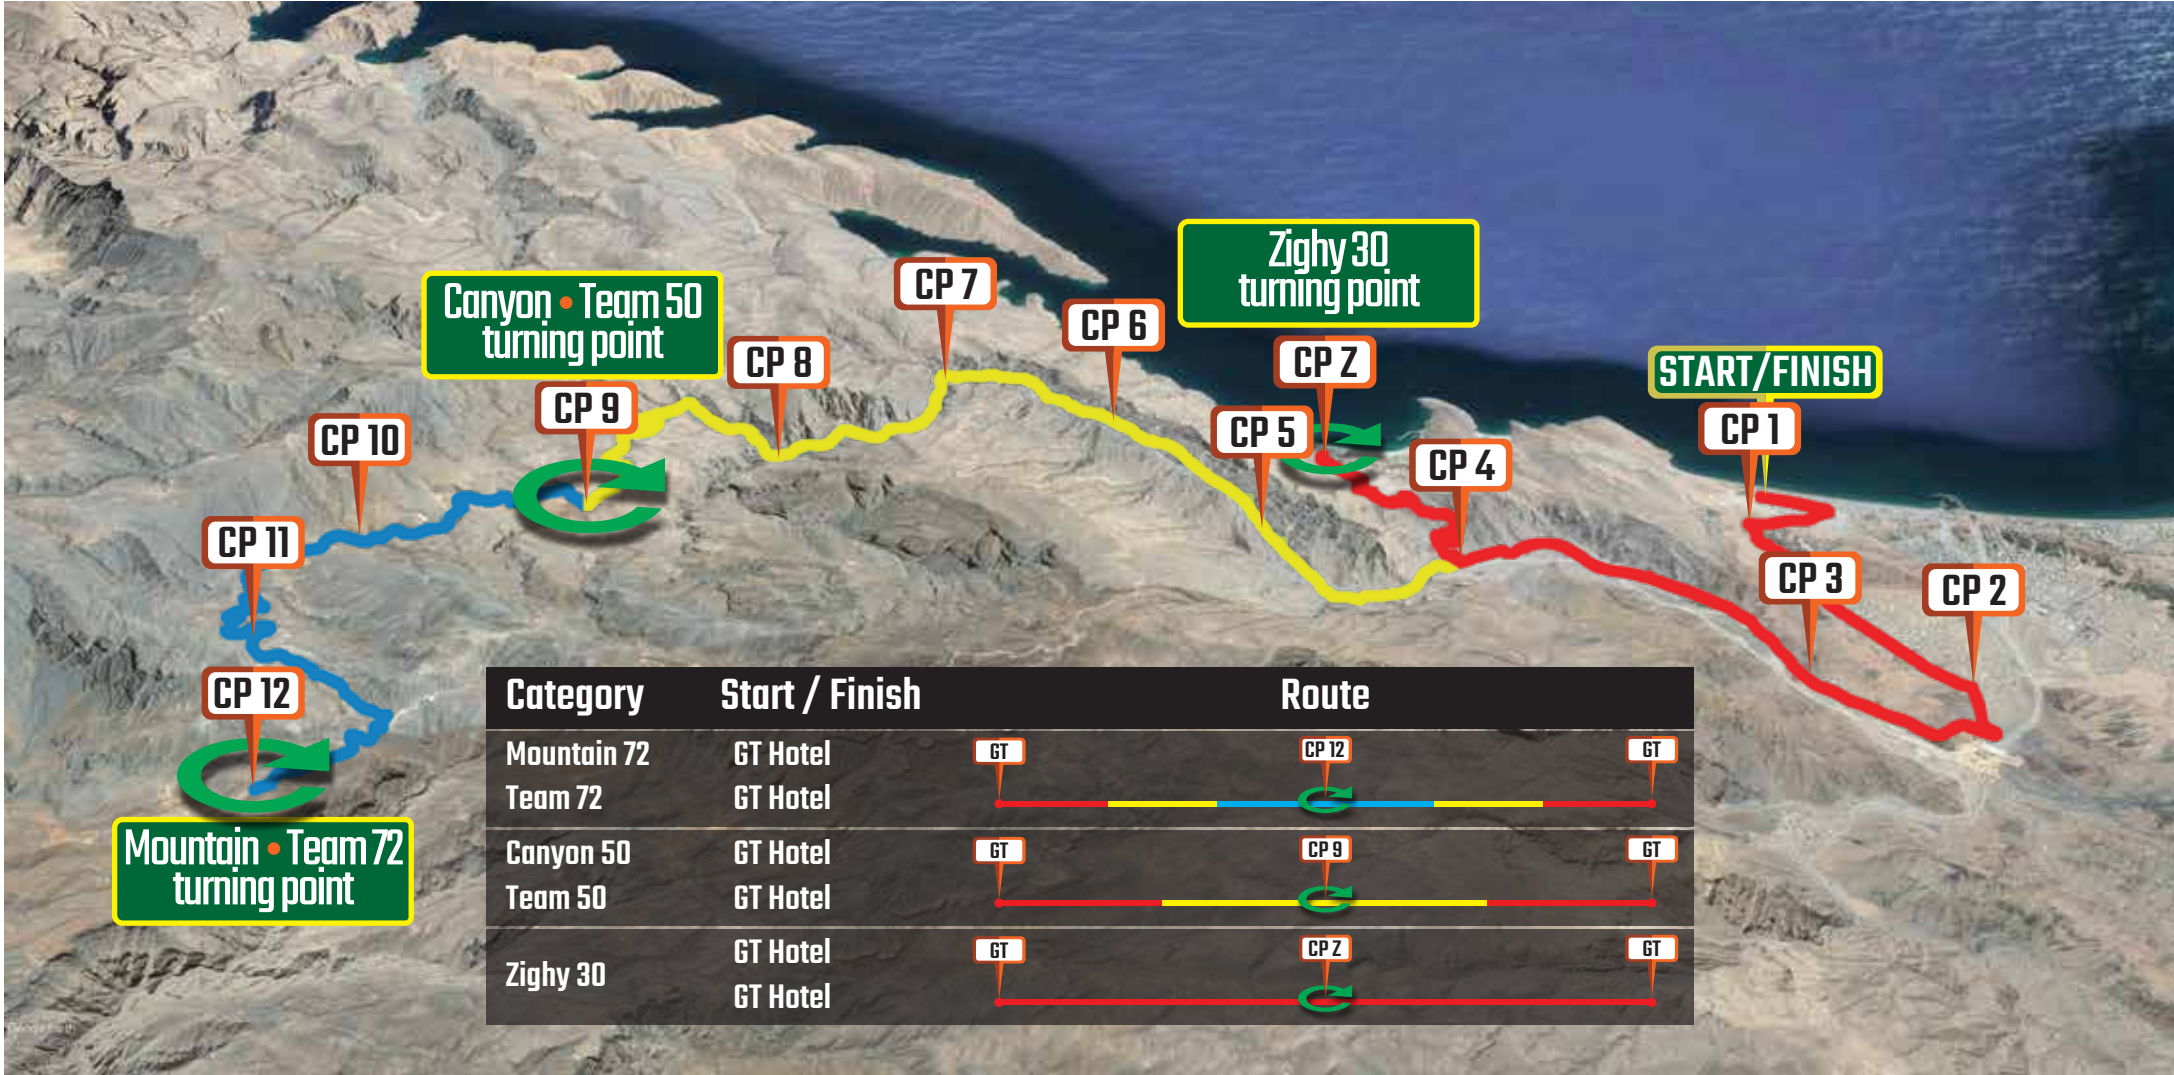 Zighy 30
turning point
CP 7
Canyon • Team 50
turning point
CP 6
CP 8
CP Z
START/FINISH
CP 9
CP 1
CP 10
CP 5
CP 4
CP 11
CP 3
CP 2
CP 12
Mountain • Team 72
turning point
Category Start / Finish Route
Mountain 72 GT Hotel GT CP 12 GT
Team 72 GT Hotel
Canyon 50 GT Hotel GT CP 9 GT
Team 50 GT Hotel
Zighy 30 GT Hotel GT CP Z GT
GT Hotel
Google Earth